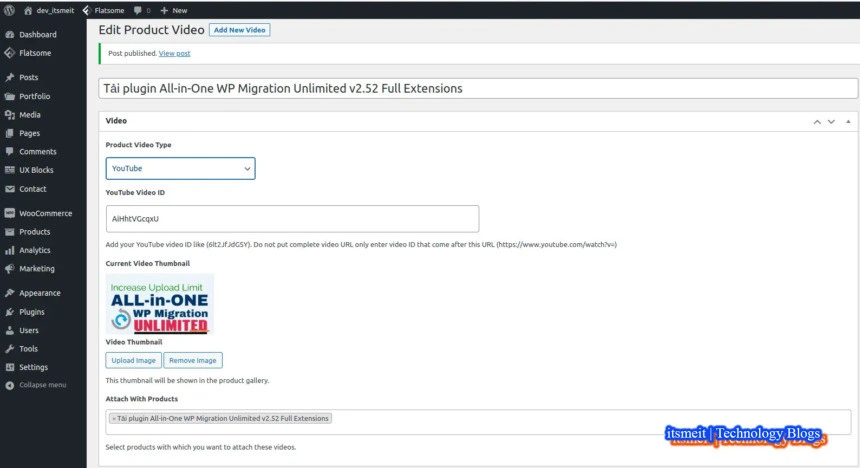 dev_itsmeit
Flatsome
0
New
Dashboard
Flatsome
Posts
Portfolio
Media
Pages
Comments
UX Blocks
Contact
WooCommerce
Products
Analytics
Marketing
Appearance
Plugins
Users
Tools
Settings
Collapse menu
Edit Product Video
Add New Video
Post published. View post
Tải plugin All-in-One WP Migration Unlimited v2.52 Full Extensions
Video
Product Video Type
YouTube
YouTube Video ID
AiHhtVGcqxU
Add your YouTube video ID like (6lt2JfJdGSY). Do not put complete video URL only enter video ID that come after this URL (https://www.youtube.com/watch?v=)
Current Video Thumbnail
Increase Upload Limit
ALL-in-ONE
WP Migration
UNLIMITED
Video Thumbnail
Upload Image
Remove Image
This thumbnail will be shown in the product gallery.
Attach With Products
× Tải plugin All-in-One WP Migration Unlimited v2.52 Full Extensions
Select products with which you want to attach these videos.
itsmeit | Technology Blogs